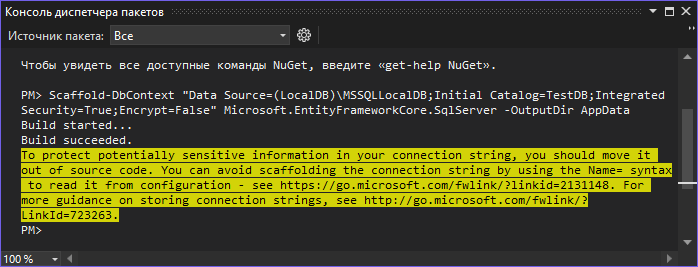 Консоль диспетчера пакетов
Источник пакета: Все
Чтобы увидеть все доступные команды NuGet, введите «get-help NuGet».
PM> Scaffold-DbContext "Data Source=(LocalDB)\MSSQLLocalDB;Initial Catalog=TestDB;Integrated
Security=True;Encrypt=False" Microsoft.EntityFrameworkCore.SqlServer -OutputDir AppData
Build started...
Build succeeded.
To protect potentially sensitive information in your connection string, you should move it
out of source code. You can avoid scaffolding the connection string by using the Name= syntax
to read it from configuration - see https://go.microsoft.com/fwlink/?linkid=2131148. For
more guidance on storing connection strings, see http://go.microsoft.com/fwlink/?
LinkId=723263.
PM>
100 %